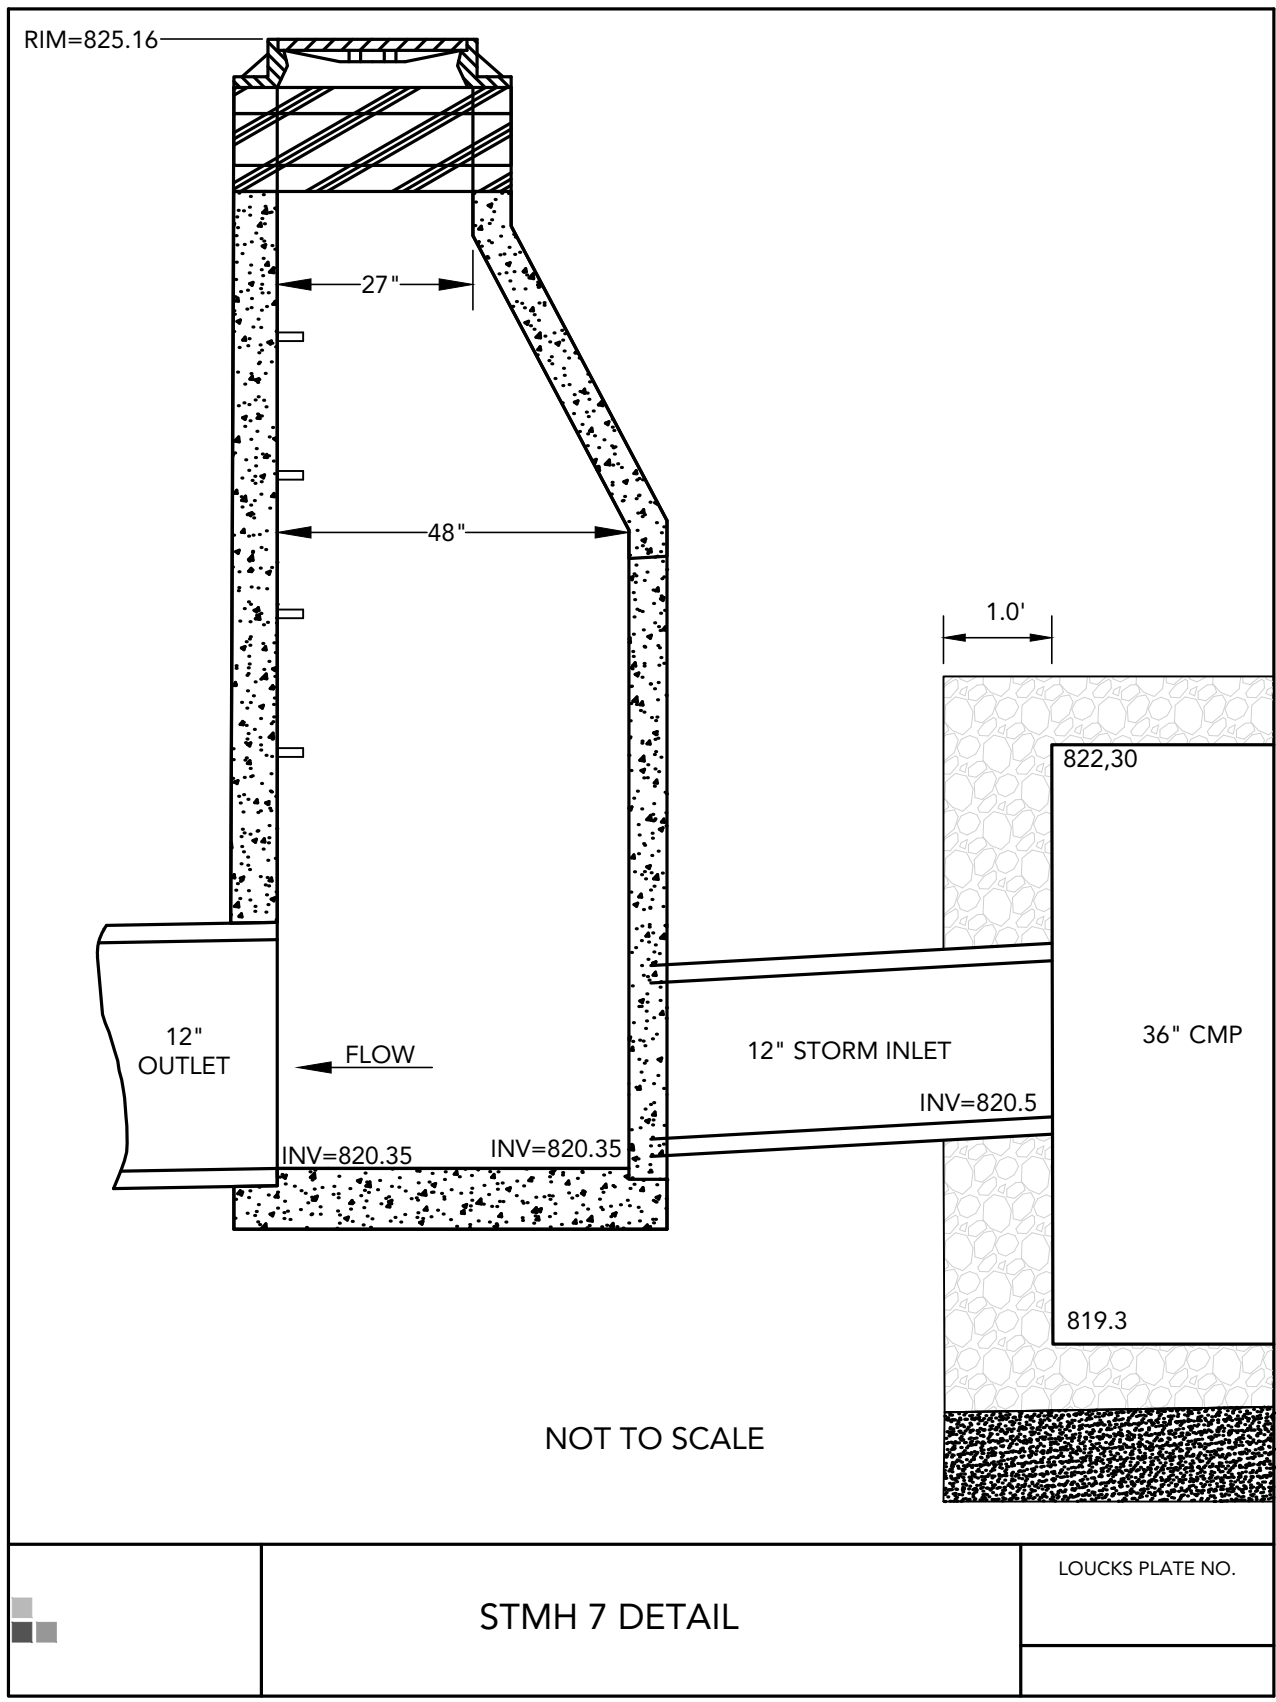 RIM=825.16
27"
48"
1.0'
822,30
12"
OUTLET
FLOW
12" STORM INLET
36" CMP
INV=820.5
INV=820.35
INV=820.35
819.3
NOT TO SCALE
STMH 7 DETAIL
LOUCKS PLATE NO.